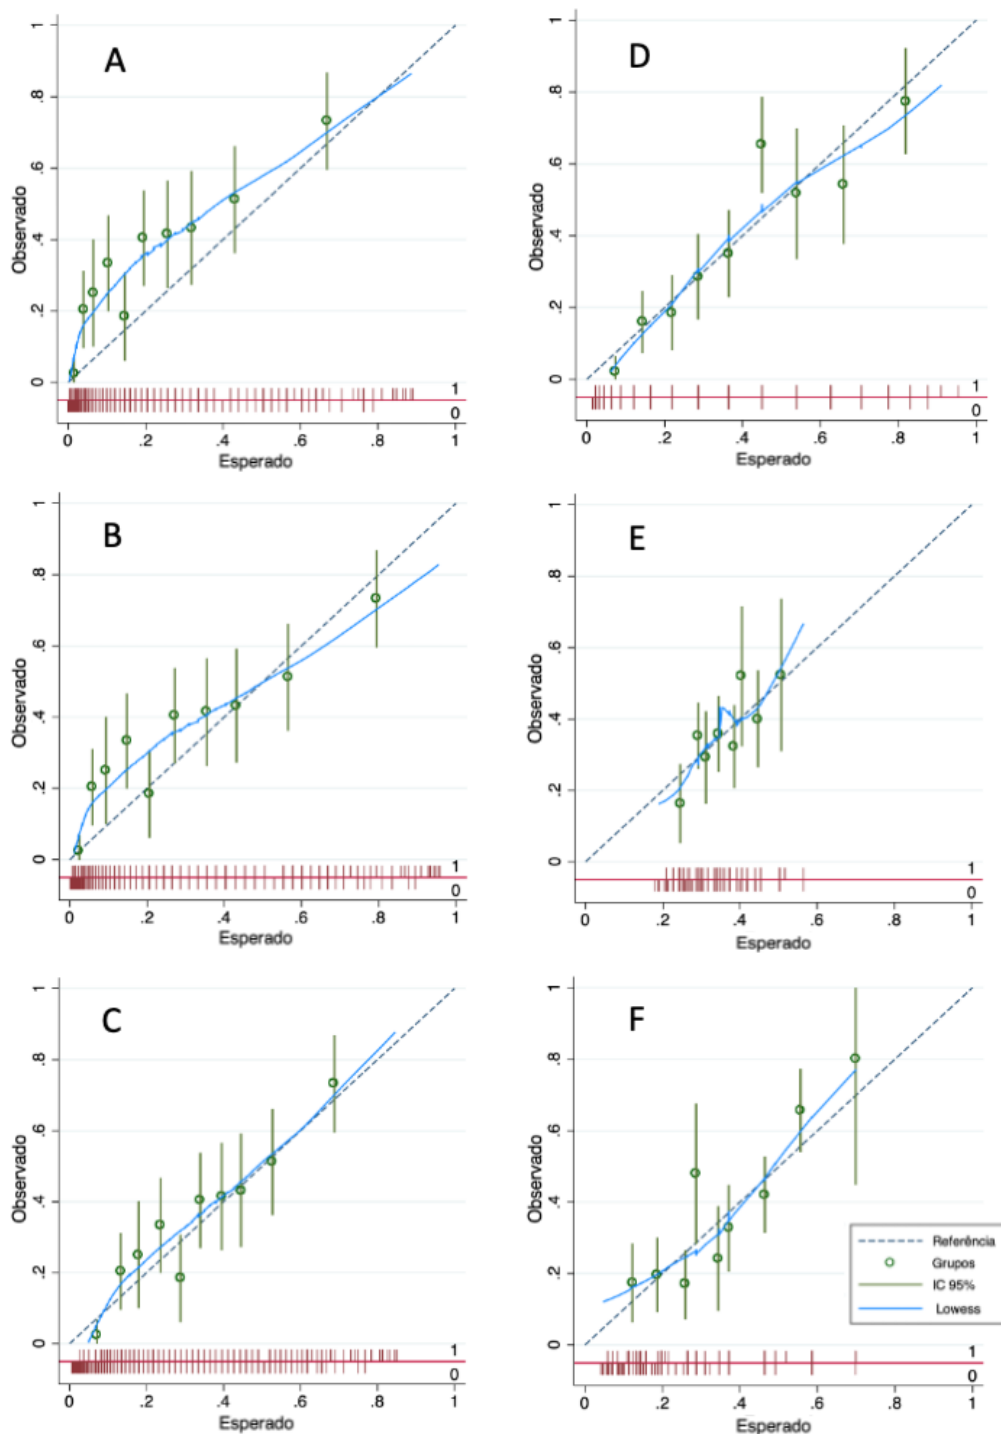 A
Observado
0 .2 .4 .6 .8 1
1
0
0 .2 .4 .6 .8 1
Esperado
D
Observado
0 .2 .4 .6 .8 1
1
0
0 .2 .4 .6 .8 1
Esperado
B
Observado
0 .2 .4 .6 .8 1
1
0
0 .2 .4 .6 .8 1
Esperado
E
Observado
0 .2 .4 .6 .8 1
1
0
0 .2 .4 .6 .8 1
Esperado
C
Observado
0 .2 .4 .6 .8 1
1
0
0 .2 .4 .6 .8 1
Esperado
F
Observado
0 .2 .4 .6 .8 1
1
0
0 .2 .4 .6 .8 1
Esperado
Referência
Grupos
IC 95%
Lowess